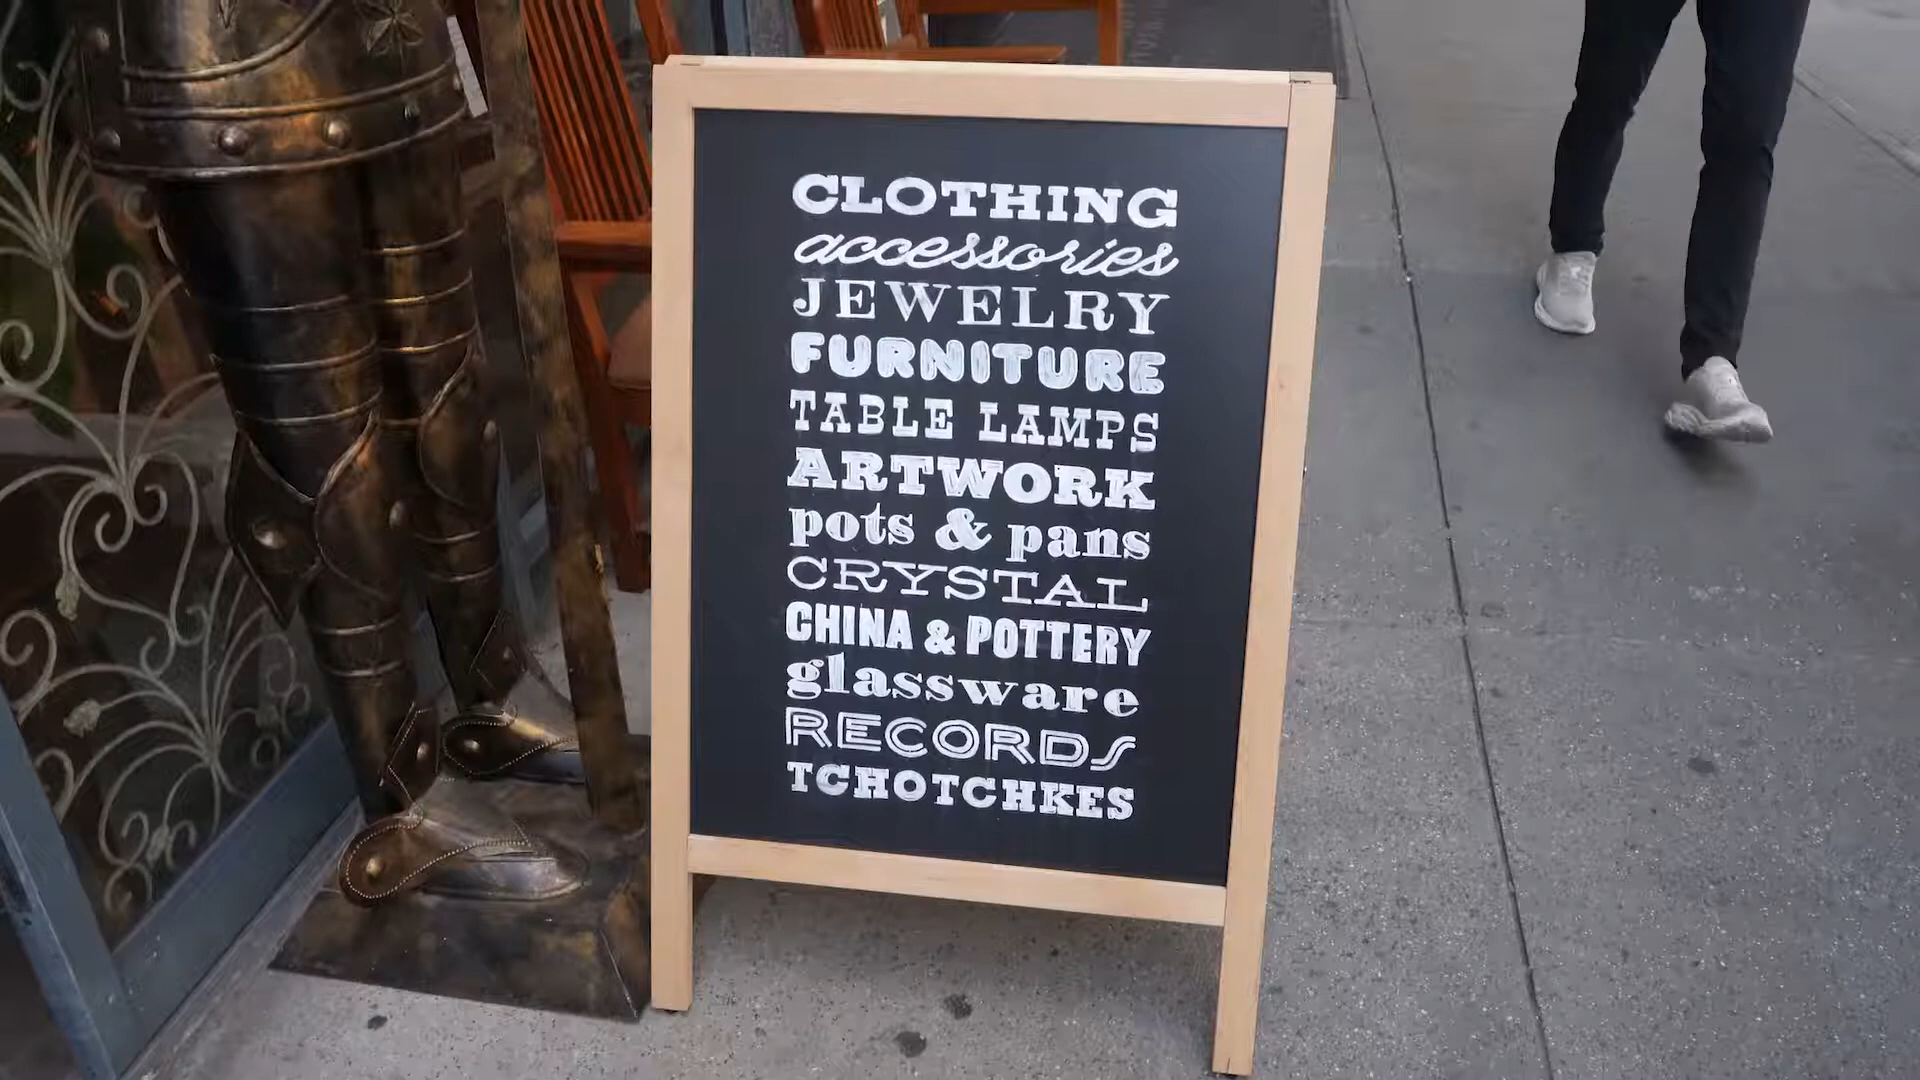 CLOTHING
accessories
JEWELRY
FURNITURE
TABLE LAMPS
ARTWORK
pots & pans
CRYSTAL
CHINA & POTTERY
glassware
RECORDS
TCHOTCHKES